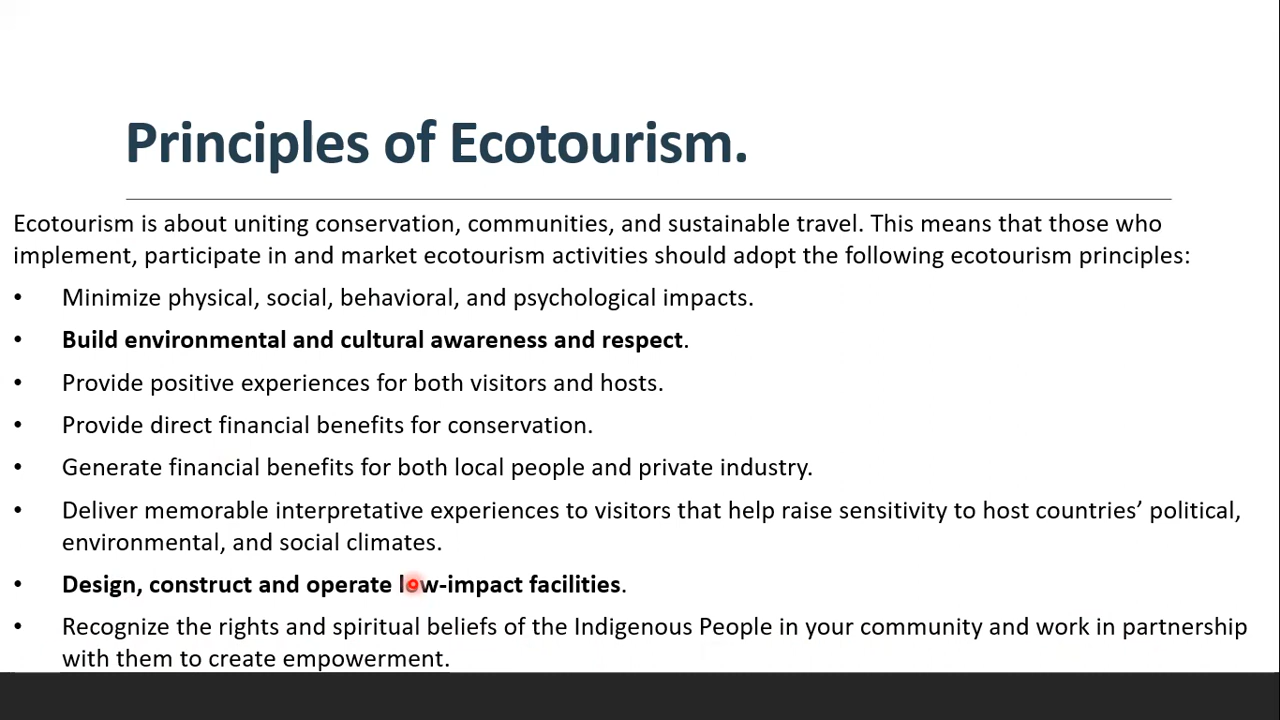 Principles of Ecotourism.
Ecotourism is about uniting conservation, communities, and sustainable travel. This means that those who
implement, participate in and market ecotourism activities should adopt the following ecotourism principles:
• Minimize physical, social, behavioral, and psychological impacts.
• Build environmental and cultural awareness and respect.
• Provide positive experiences for both visitors and hosts.
• Provide direct financial benefits for conservation.
• Generate financial benefits for both local people and private industry.
• Deliver memorable interpretative experiences to visitors that help raise sensitivity to host countries’ political,
environmental, and social climates.
• Design, construct and operate low-impact facilities.
• Recognize the rights and spiritual beliefs of the Indigenous People in your community and work in partnership
with them to create empowerment.